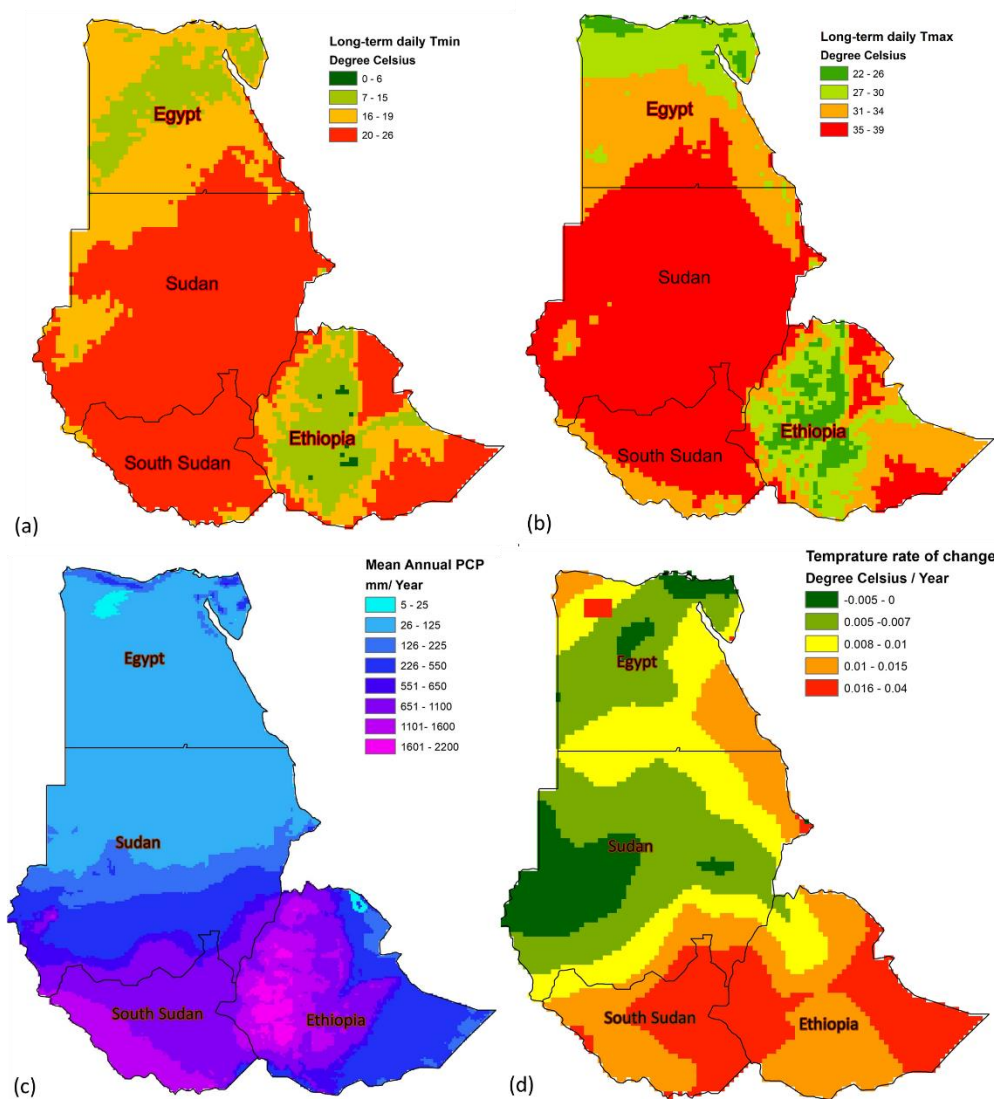 Long-term daily Tmin
Degree Celsius
0 - 6
7 - 15
16 - 19
20 - 26
Egypt
Sudan
South Sudan
Ethiopia
(a)
Long-term daily Tmax
Degree Celsius
22 - 26
27 - 30
31 - 34
35 - 39
Egypt
Sudan
South Sudan
Ethiopia
(b)
Mean Annual PCP
mm/ Year
5 - 25
26 - 125
126 - 225
226 - 550
551 - 650
651 - 1100
1101- 1600
1601 - 2200
Egypt
Sudan
South Sudan
Ethiopia
(c)
Temprature rate of change
Degree Celsius / Year
-0.005 - 0
0.005 -0.007
0.008 - 0.01
0.01 - 0.015
0.016 - 0.04
Egypt
Sudan
South Sudan
Ethiopia
(d)